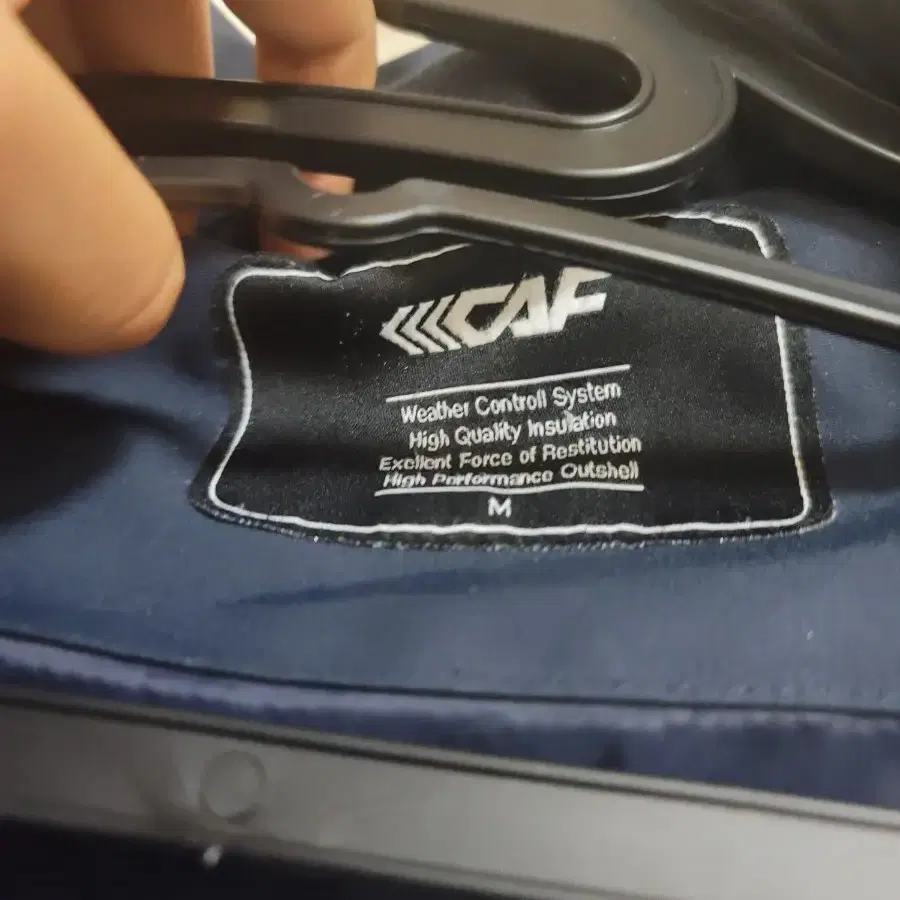 CAF
Weather Controll System
High Quality Insulation
Exellent Force of Restitution
High Performance Outshell
M